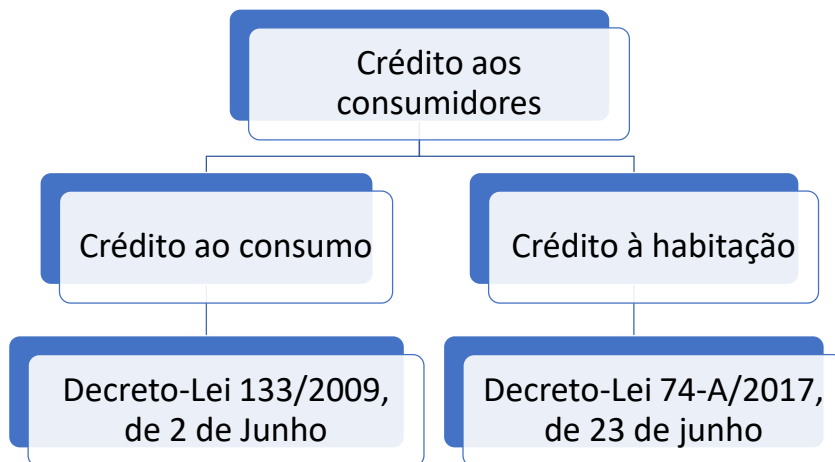 Crédito aos
consumidores
Crédito ao consumo
Crédito à habitação
Decreto-Lei 133/2009,
de 2 de Junho
Decreto-Lei 74-A/2017,
de 23 de junho